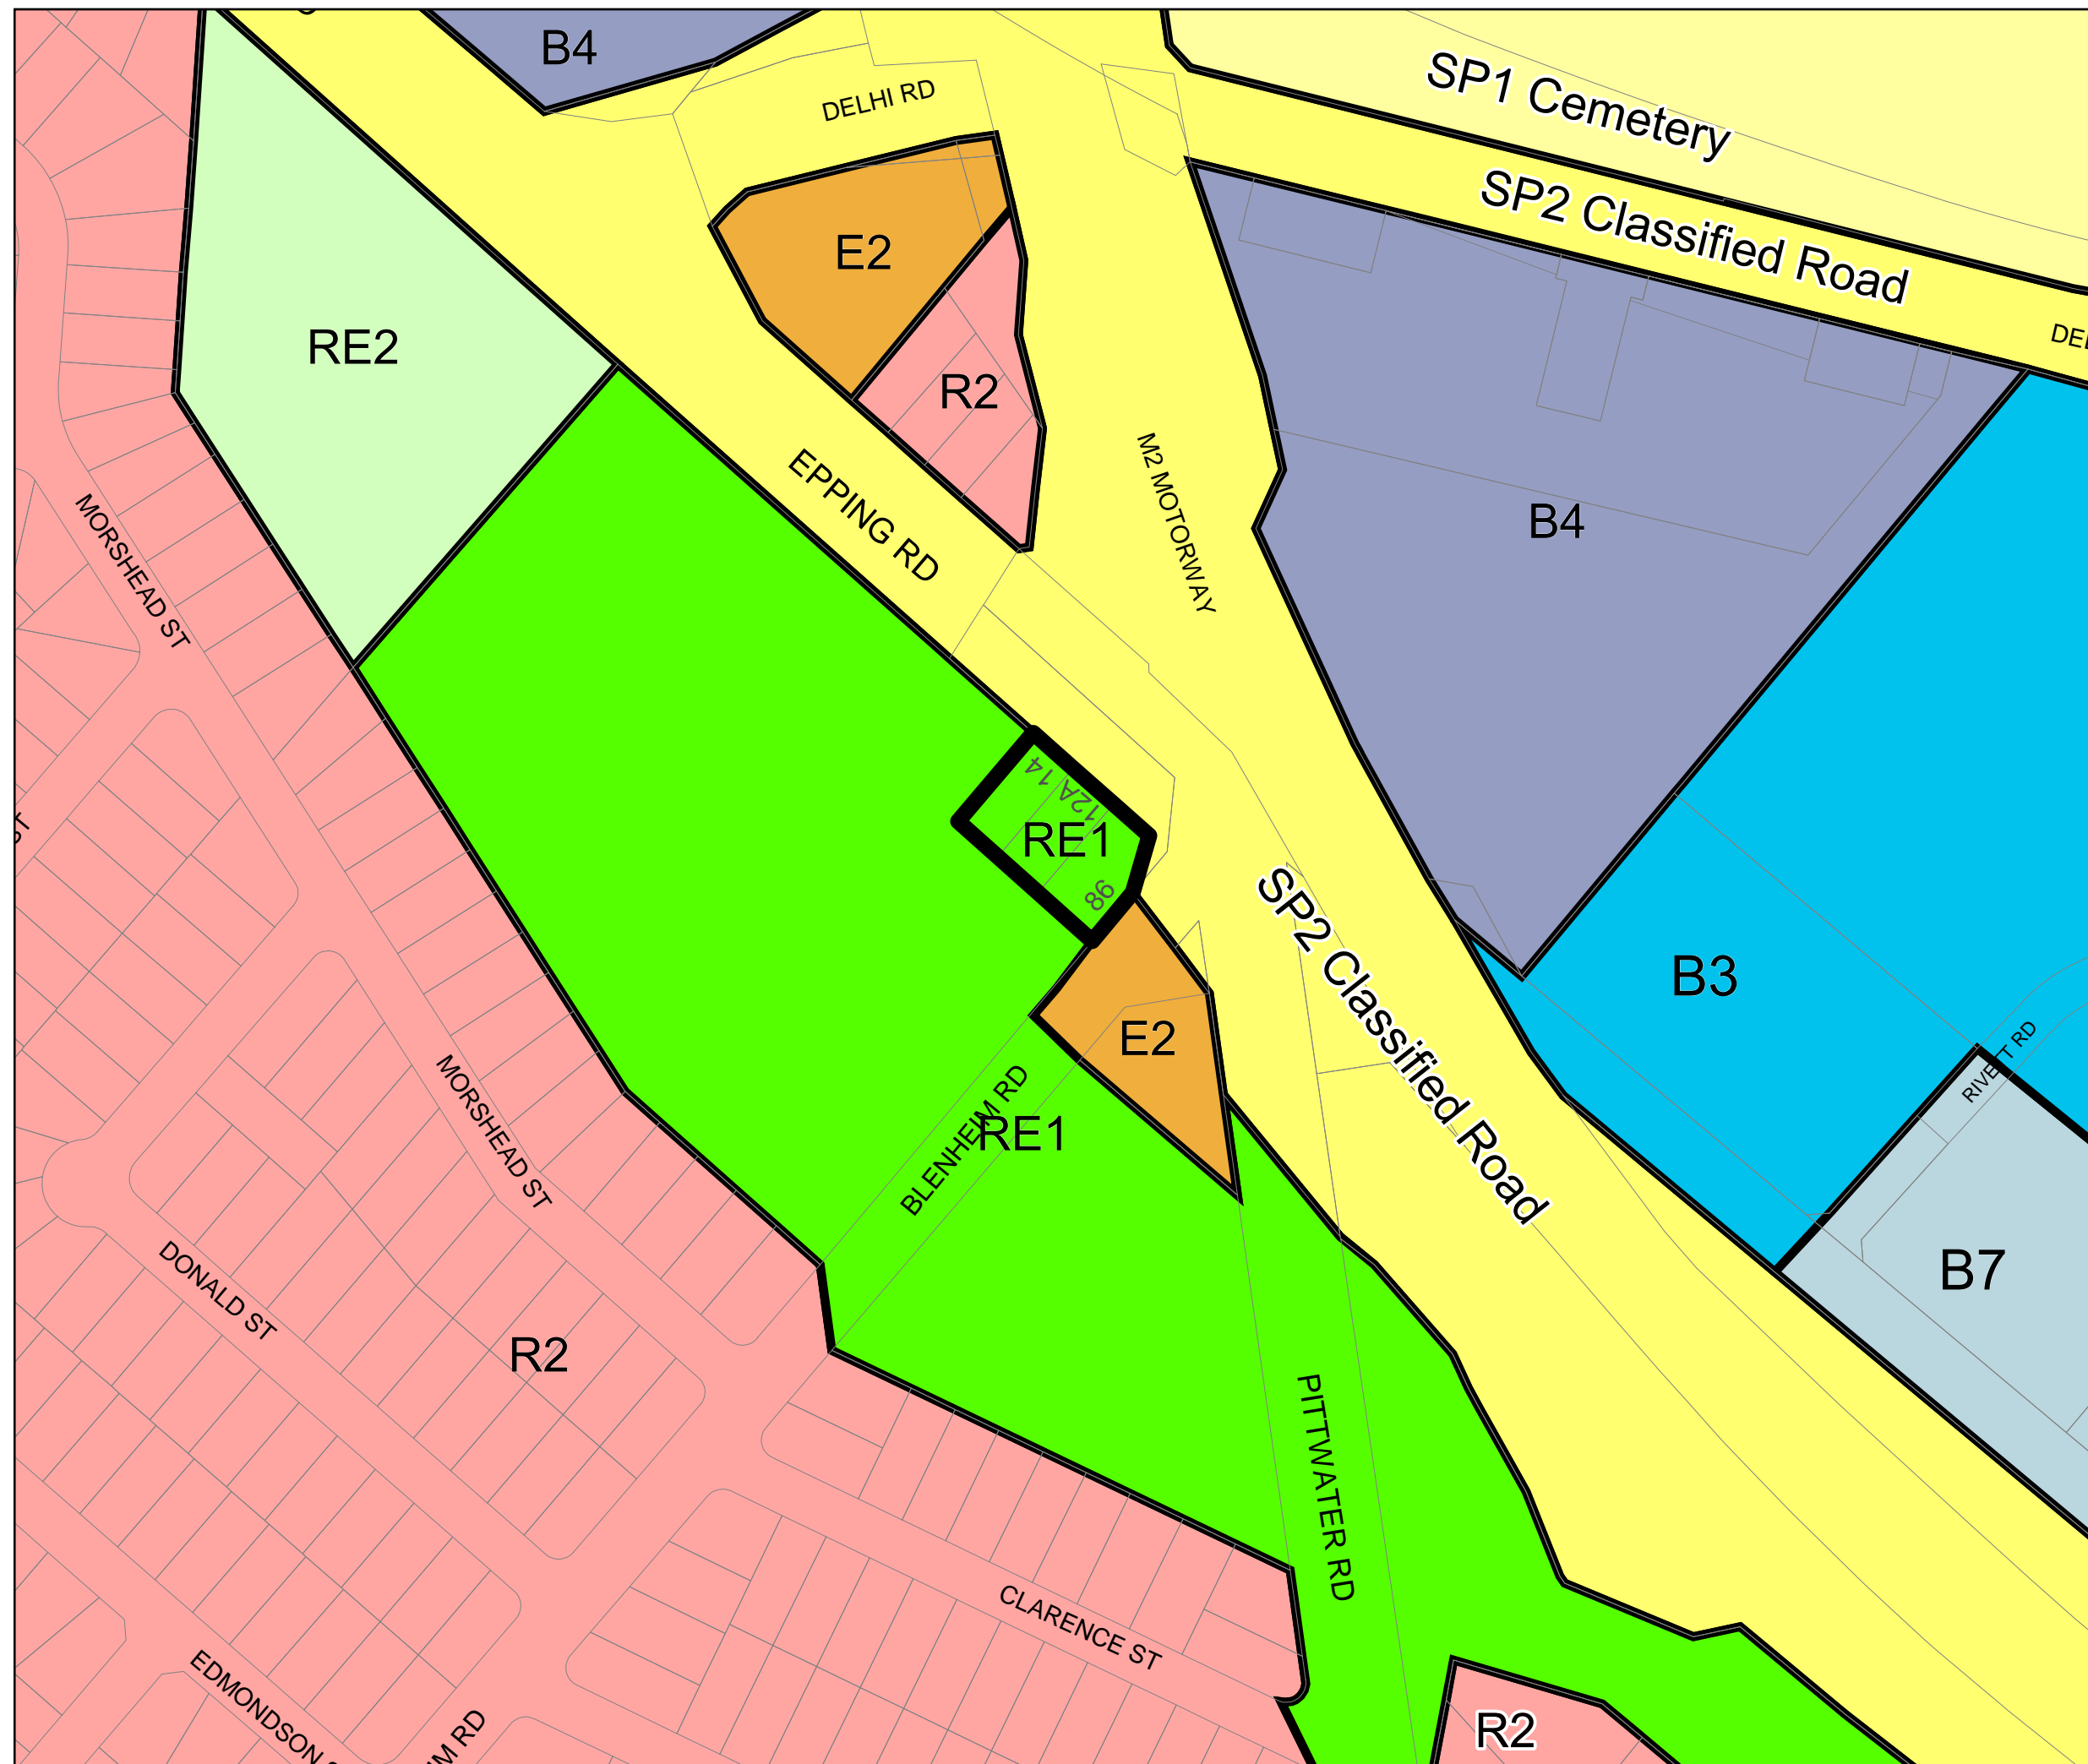 B4
DELHI RD
SP1 Cemetery
SP2 Classified Road
E2
RE2
R2
EPPING RD
M2 MOTORWAY
B4
MORSHEAD ST
14
12A
RE1
98
SP2 Classified Road
B3
E2
RIVETT RD
BLENHEIM RD
RE1
MORSHEAD ST
B7
DONALD ST
R2
PITTWATER RD
CLARENCE ST
EDMONDSON
R2